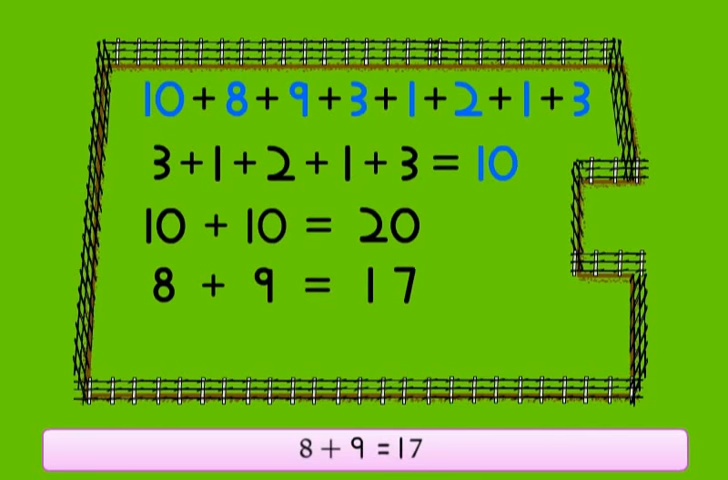 10+8+9+3+1+2+1+3
3+1+2+1+3=10
10 + 10 = 20
8 + 9 = 17
8+9=17